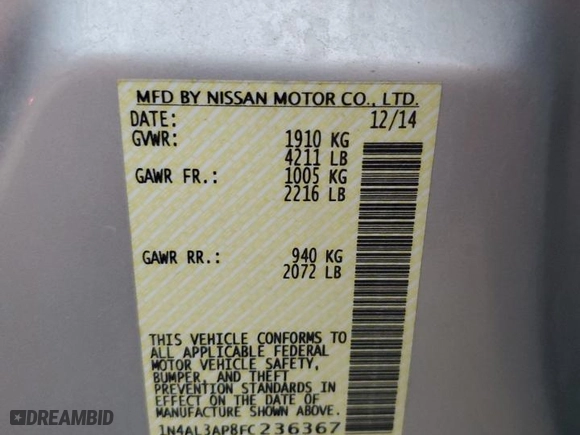 MFD BY NISSAN MOTOR CO., LTD.
DATE: 12/14
GVWR: 1910 KG
4211 LB
GAWR FR.: 1005 KG
2216 LB
GAWR RR.: 940 KG
2072 LB
THIS VEHICLE CONFORMS TO
ALL APPLICABLE FEDERAL
MOTOR VEHICLE SAFETY,
BUMPER, AND THEFT
PREVENTION STANDARDS IN
EFFECT ON THE DATE OF
MANUFACTURE SHOWN ABOVE.
1N4AL3AP8FC236367
DREAMBID